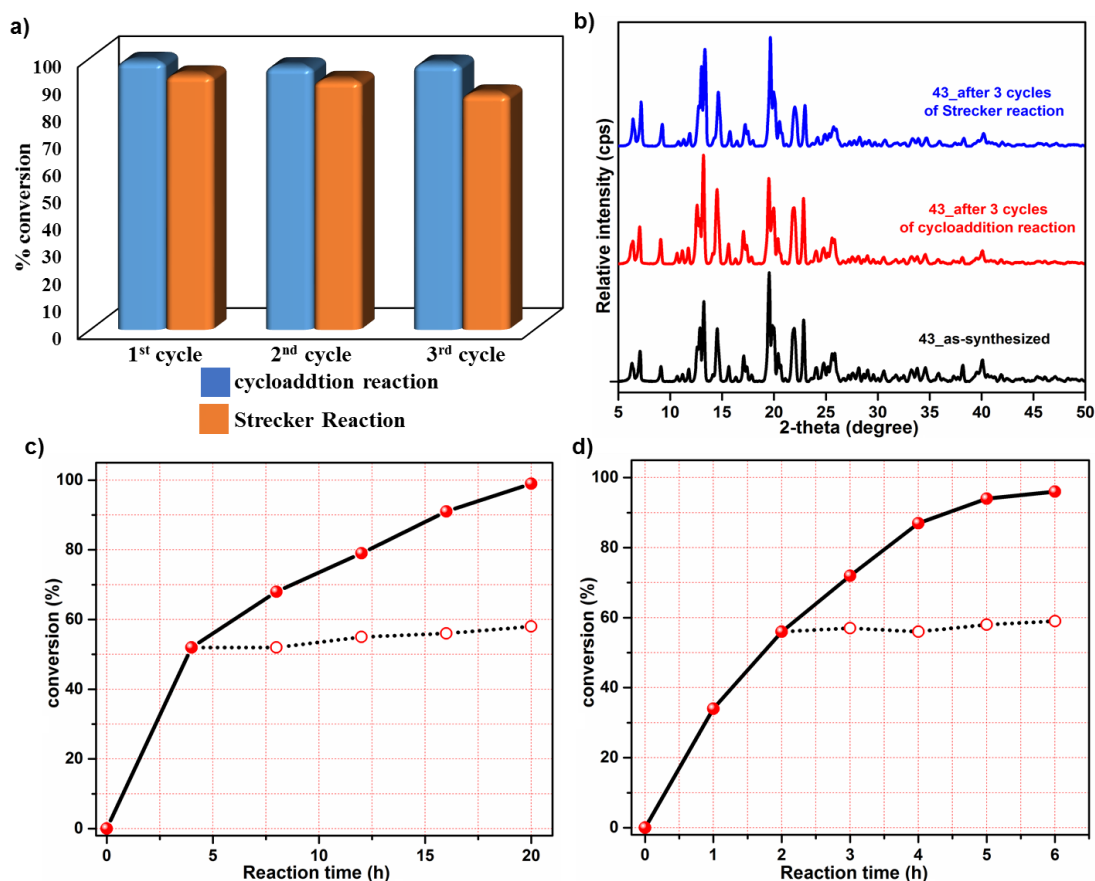 a)
% conversion
100
90
80
70
60
50
40
30
20
10
0
1st cycle 2nd cycle 3rd cycle
cycloaddtion reaction
Strecker Reaction
b)
Relative intensity (cps)
43_after 3 cycles
of Strecker reaction
43_after 3 cycles
of cycloaddition reaction
43_as-synthesized
5 10 15 20 25 30 35 40 45 50
2-theta (degree)
c)
conversion (%)
100
80
60
40
20
0
0 5 10 15 20
Reaction time (h)
d)
conversion (%)
100
80
60
40
20
0
0 1 2 3 4 5 6
Reaction time (h)